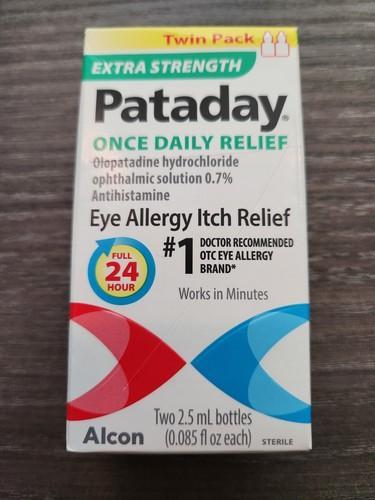 Twin Pack
EXTRA STRENGTH
Pataday®
ONCE DAILY RELIEF
Olopatadine hydrochloride
ophthalmic solution 0.7%
Antihistamine
Eye Allergy Itch Relief
FULL
24
HOUR
#1 DOCTOR RECOMMENDED
OTC EYE ALLERGY
BRAND*
Works in Minutes
Two 2.5 mL bottles
(0.085 fl oz each)
Alcon
STERILE